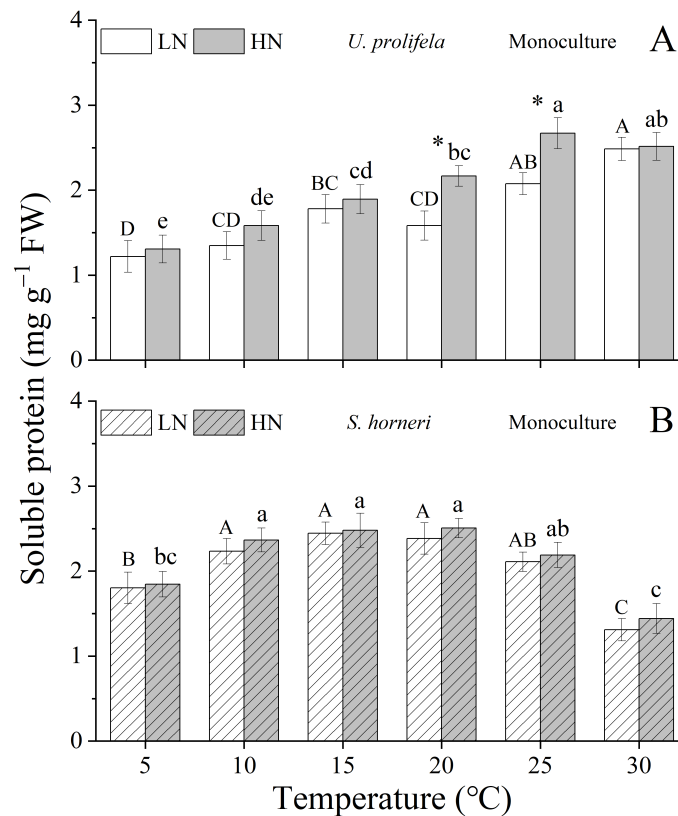 LN HN U. prolifela Monoculture A
4
3
2
1
0
D e CD de BC cd CD * bc AB * a A ab
Soluble protein (mg g⁻¹ FW)
LN HN S. horneri Monoculture B
4
3
2
1
0
B bc A a A a A a AB ab C c
5 10 15 20 25 30
Temperature (℃)